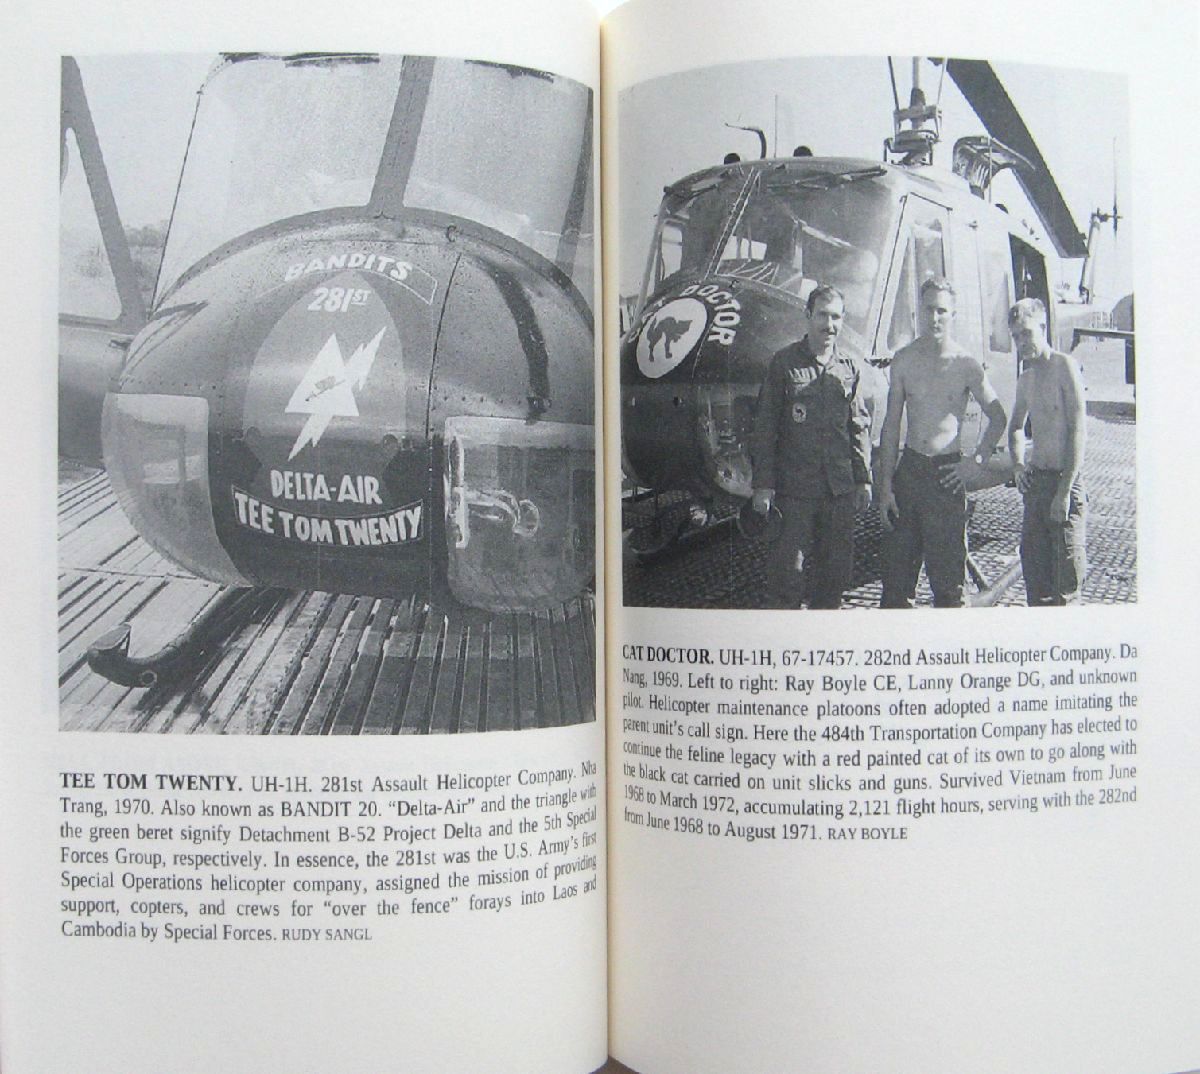 BANDITS
281ST
DELTA-AIR
TEE TOM TWENTY
TEE TOM TWENTY. UH-1H. 281st Assault Helicopter Company. Nha
Trang, 1970. Also known as BANDIT 20. “Delta-Air” and the triangle with
the green beret signify Detachment B-52 Project Delta and the 5th Special
Forces Group, respectively. In essence, the 281st was the U.S. Army's first
Special Operations helicopter company, assigned the mission of providing
support, copters, and crews for “over the fence” forays into Laos and
Cambodia by Special Forces. RUDY SANGL
DOCTOR
CAT DOCTOR. UH-1H, 67-17457. 282nd Assault Helicopter Company. Da
Nang, 1969. Left to right: Ray Boyle CE, Lanny Orange DG, and unknown
pilot. Helicopter maintenance platoons often adopted a name imitating the
parent unit's call sign. Here the 484th Transportation Company has elected to
continue the feline legacy with a red painted cat of its own to go along with
the black cat carried on unit slicks and guns. Survived Vietnam from June
1968 to March 1972, accumulating 2,121 flight hours, serving with the 282nd
from June 1968 to August 1971. RAY BOYLE